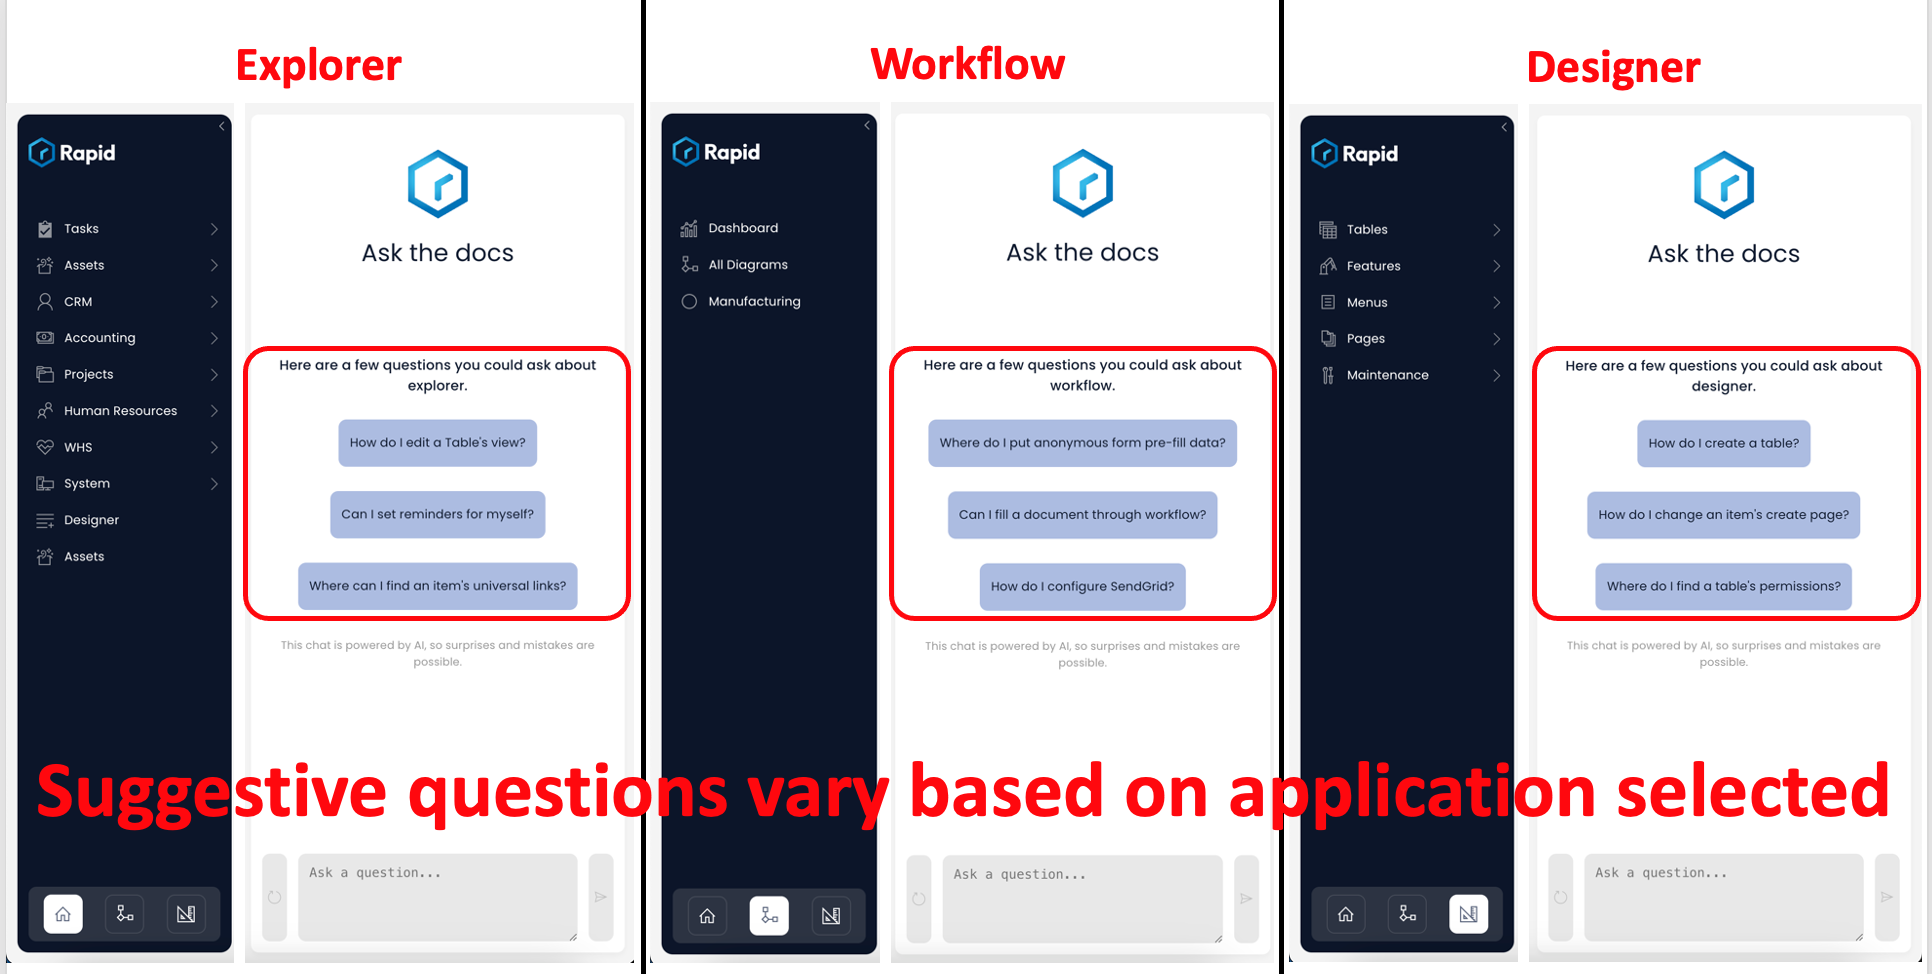 Explorer
Rapid
Tasks
Assets
CRM
Accounting
Projects
Human Resources
WHS
System
Designer
Assets
Ask the docs
Here are a few questions you could ask about
explorer.
How do I edit a Table's view?
Can I set reminders for myself?
Where can I find an item's universal links?
This chat is powered by AI, so surprises and mistakes are
possible.
Ask a question...
Workflow
Rapid
Dashboard
All Diagrams
Manufacturing
Ask the docs
Here are a few questions you could ask about
workflow.
Where do I put anonymous form pre-fill data?
Can I fill a document through workflow?
How do I configure SendGrid?
This chat is powered by AI, so surprises and mistakes are
possible.
Ask a question...
Designer
Rapid
Tables
Features
Menus
Pages
Maintenance
Ask the docs
Here are a few questions you could ask about
designer.
How do I create a table?
How do I change an item's create page?
Where do I find a table's permissions?
This chat is powered by AI, so surprises and mistakes are
possible.
Ask a question...
Suggestive questions vary based on application selected